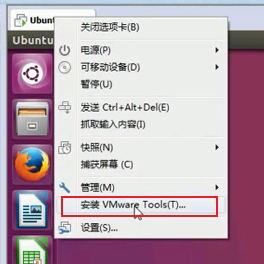 Ubuntu
关闭选项卡(B)
Ubuntu
电源(P)
可移动设备(D)
暂停(U)
发送 Ctrl+Alt+Del(E)
抓取输入内容(I)
快照(N)
捕获屏幕 (C)
管理(M)
安装 VMware Tools(T)...
设置(S)...